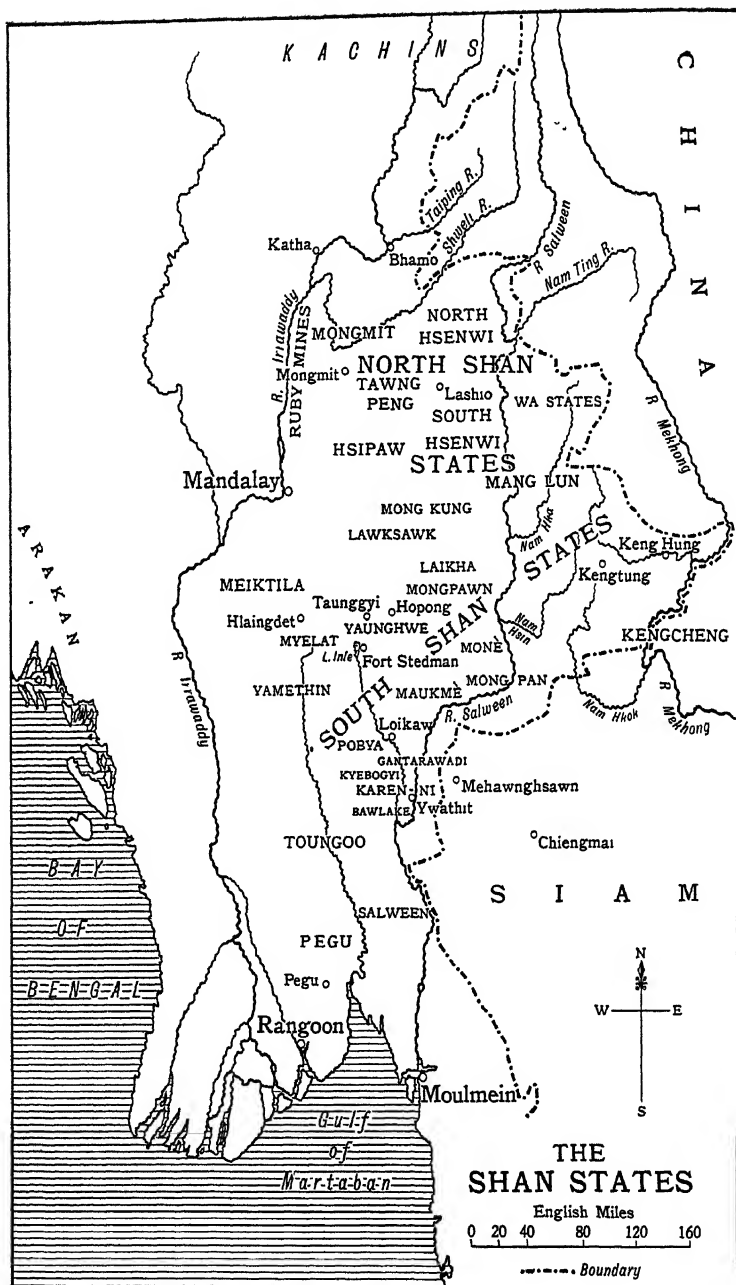 KACHINS
CHINA
Taiping R.
Shweli R.
R Salween
Katha
Bhamo
Nam Ting R.
R. Irrawaddy
RUBY MINES
MONGMIT
NORTH
HSENWI
NORTH SHAN
Mongmit
TAWNG
PENG
Lashio
SOUTH
HSENWI
WA STATES
R Mekhong
HSIPAW
STATES
Mandalay
MANG LUN
MONG KUNG
LAWKSAWK
Nam Hka
STATES
Keng Hung
ARAKAN
LAIKHA
Kengtung
MEIKTILA
MONGPAWN
Taunggyi
Hopong
Hlaingdet
YAUNGHWE
SHAN
Nam
Hsin
KENGCHENG
MYELAT
L. Inle
Fort Stedman
MONÈ
R Irrawaddy
YAMETHIN
SOUTH
MAUKMÈ
MONG PAN
R. Salween
Nam Hkok
R Mekhong
Loikaw
POBYA
GANTARAWADI
KYEBOGYI
KAREN-NI
Mehawnghsawn
BAWLAKE
Ywathit
TOUNGOO
Chiengmai
BAY
OF
BENGAL
SIAM
SALWEEN
PEGU
Pegu
N
W
E
S
Rangoon
Moulmein
Gulf
of
Martaban
THE
SHAN STATES
English Miles
0 20 40 80 120 160
Boundary